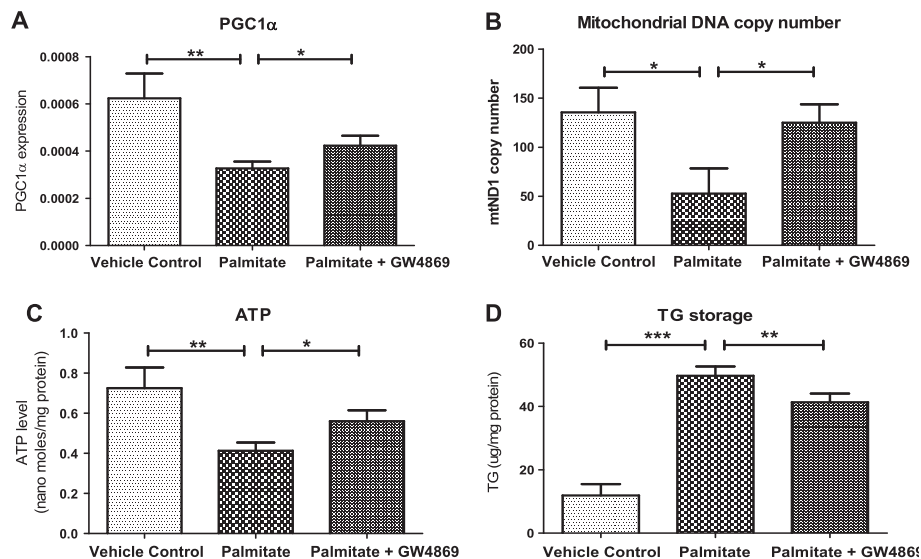 A
PGC1α
PGC1α expression
0.0008
0.0006
0.0004
0.0002
0.0000
**
*
Vehicle Control
Palmitate
Palmitate + GW4869
B
Mitochondrial DNA copy number
mtND1 copy number
200
150
100
50
0
*
*
Vehicle Control
Palmitate
Palmitate + GW4869
C
ATP
ATP level
(nano moles/mg protein)
1.0
0.8
0.6
0.4
0.2
0.0
**
*
Vehicle Control
Palmitate
Palmitate + GW4869
D
TG storage
TG (ug/mg protein)
60
40
20
0
***
**
Vehicle Control
Palmitate
Palmitate + GW4869